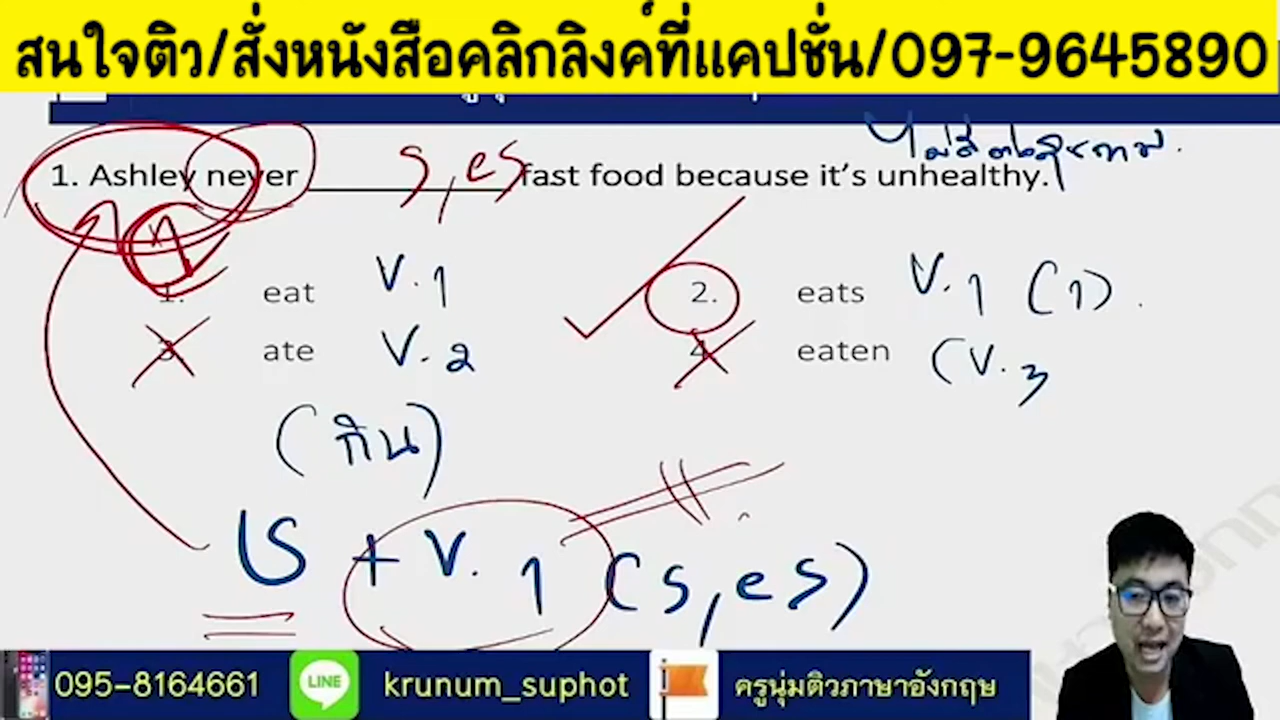 สนใจติว/สั่งหนังสือคลิกลิงค์ที่แคปชั่น/097-9645890
1. Ashley never ____________ fast food because it's unhealthy.
s, es
1. eat V.1 2. eats V.1 (1)
3. ate V.2 4. eaten (V.3
(กิน)
S + V.1 (s, es)
095-8164661 LINE krunum_suphot ครูนุ่มติวภาษาอังกฤษ